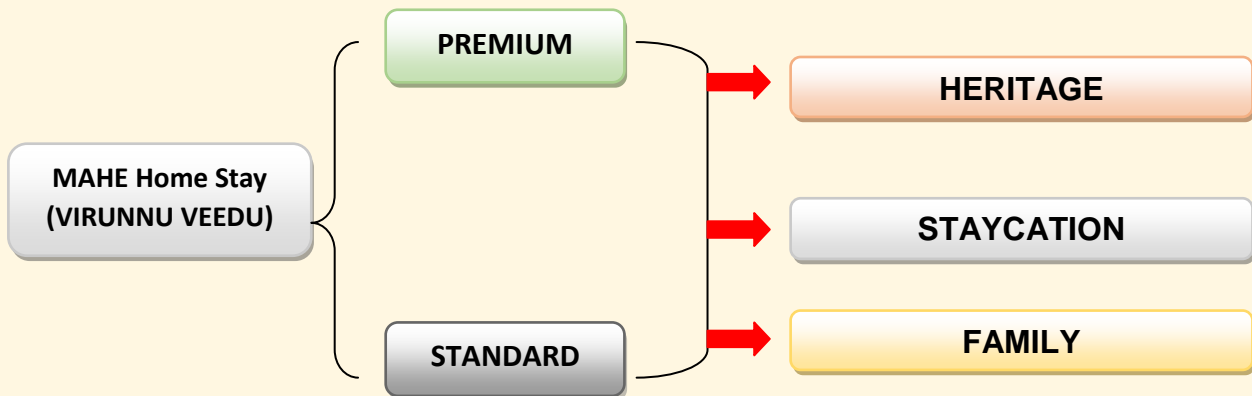 MAHE Home Stay
(VIRUNNU VEEDU)
PREMIUM
STANDARD
HERITAGE
STAYCATION
FAMILY